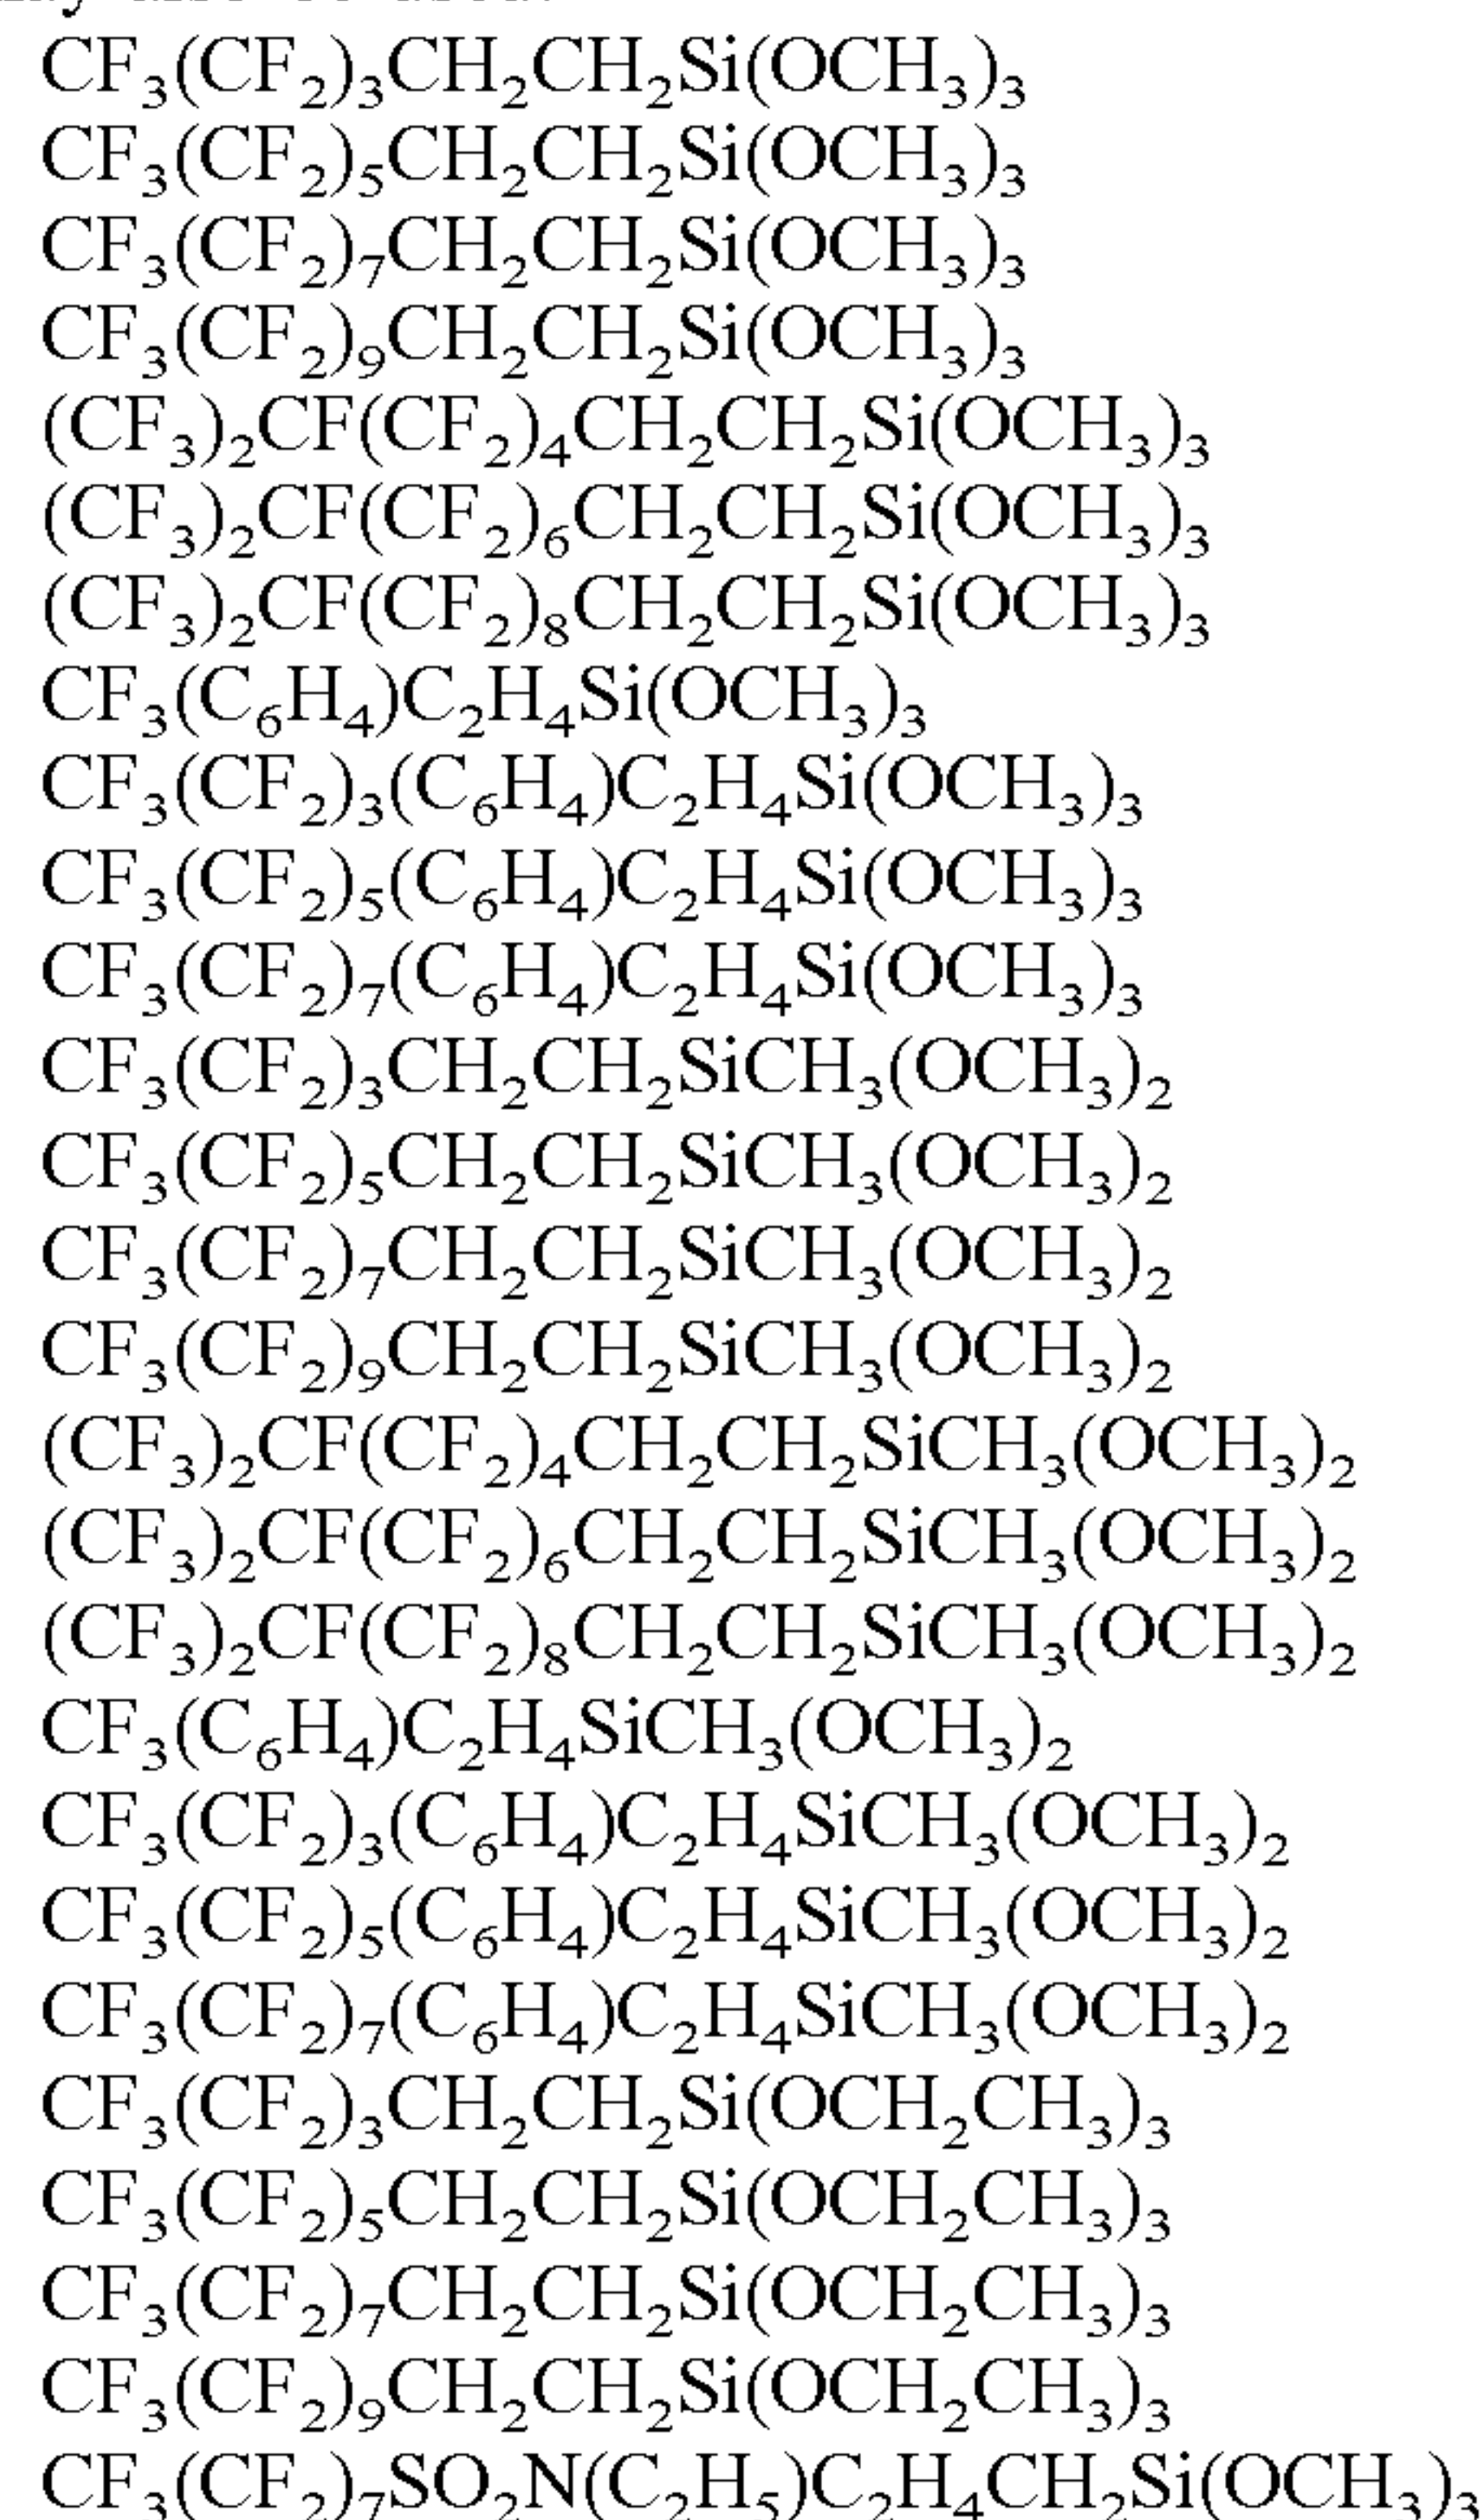 CF₃(CF₂)₃CH₂CH₂Si(OCH₃)₃
CF₃(CF₂)₅CH₂CH₂Si(OCH₃)₃
CF₃(CF₂)₇CH₂CH₂Si(OCH₃)₃
CF₃(CF₂)₉CH₂CH₂Si(OCH₃)₃
(CF₃)₂CF(CF₂)₄CH₂CH₂Si(OCH₃)₃
(CF₃)₂CF(CF₂)₆CH₂CH₂Si(OCH₃)₃
(CF₃)₂CF(CF₂)₈CH₂CH₂Si(OCH₃)₃
CF₃(C₆H₄)C₂H₄Si(OCH₃)₃
CF₃(CF₂)₃(C₆H₄)C₂H₄Si(OCH₃)₃
CF₃(CF₂)₅(C₆H₄)C₂H₄Si(OCH₃)₃
CF₃(CF₂)₇(C₆H₄)C₂H₄Si(OCH₃)₃
CF₃(CF₂)₃CH₂CH₂SiCH₃(OCH₃)₂
CF₃(CF₂)₅CH₂CH₂SiCH₃(OCH₃)₂
CF₃(CF₂)₇CH₂CH₂SiCH₃(OCH₃)₂
CF₃(CF₂)₉CH₂CH₂SiCH₃(OCH₃)₂
(CF₃)₂CF(CF₂)₄CH₂CH₂SiCH₃(OCH₃)₂
(CF₃)₂CF(CF₂)₆CH₂CH₂SiCH₃(OCH₃)₂
(CF₃)₂CF(CF₂)₈CH₂CH₂SiCH₃(OCH₃)₂
CF₃(C₆H₄)C₂H₄SiCH₃(OCH₃)₂
CF₃(CF₂)₃(C₆H₄)C₂H₄SiCH₃(OCH₃)₂
CF₃(CF₂)₅(C₆H₄)C₂H₄SiCH₃(OCH₃)₂
CF₃(CF₂)₇(C₆H₄)C₂H₄SiCH₃(OCH₃)₂
CF₃(CF₂)₃CH₂CH₂Si(OCH₂CH₃)₃
CF₃(CF₂)₅CH₂CH₂Si(OCH₂CH₃)₃
CF₃(CF₂)₇CH₂CH₂Si(OCH₂CH₃)₃
CF₃(CF₂)₉CH₂CH₂Si(OCH₂CH₃)₃
CF₃(CF₂)₇SO₂N(C₂H₅)C₂H₄CH₂Si(OCH₃)₃